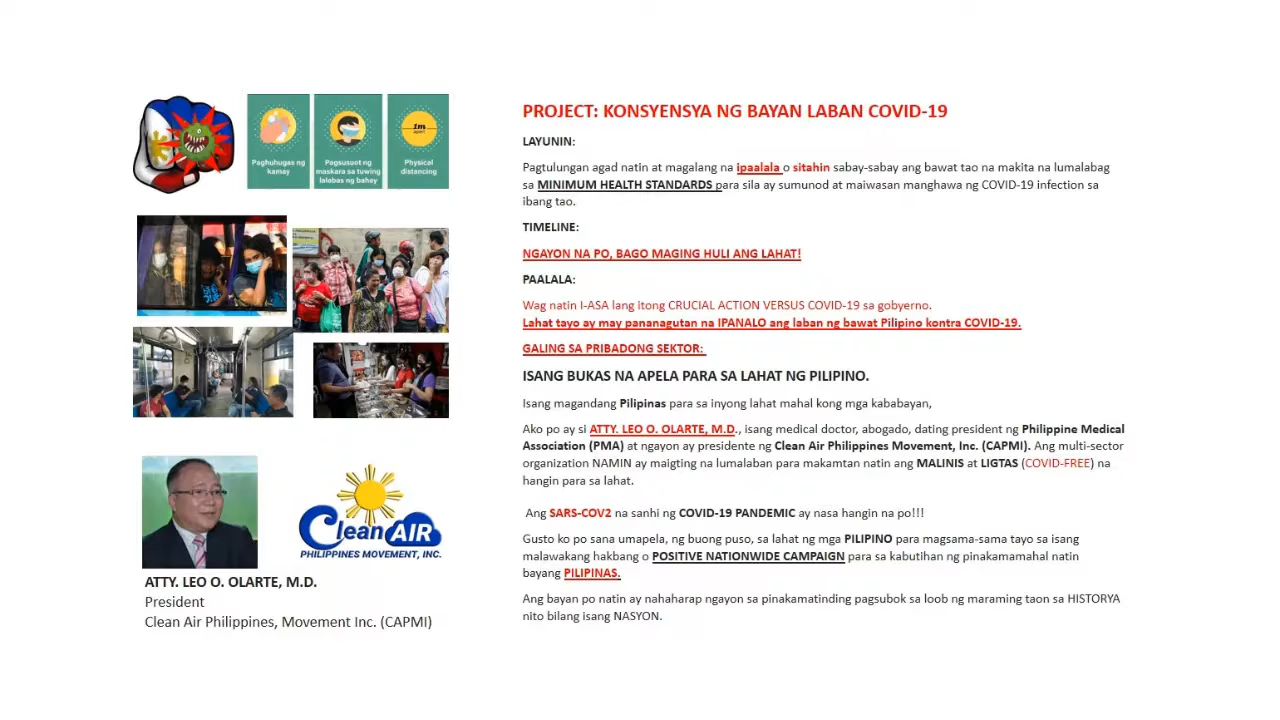 Paghuhugas ng
kamay
Pagsusuot ng
maskara sa tuwing
lalabas ng bahay
1m
APART
Physical
distancing
Clean AIR
PHILIPPINES MOVEMENT, INC.
ATTY. LEO O. OLARTE, M.D.
President
Clean Air Philippines, Movement Inc. (CAPMI)
PROJECT: KONSYENSYA NG BAYAN LABAN COVID-19
LAYUNIN:
Pagtulungan agad natin at magalang na ipaalala o sitahin sabay-sabay ang bawat tao na makita na lumalabag
sa MINIMUM HEALTH STANDARDS para sila ay sumunod at maiwasan manghawa ng COVID-19 infection sa
ibang tao.
TIMELINE:
NGAYON NA PO, BAGO MAGING HULI ANG LAHAT!
PAALALA:
Wag natin I-ASA lang itong CRUCIAL ACTION VERSUS COVID-19 sa gobyerno.
Lahat tayo ay may pananagutan na IPANALO ang laban ng bawat Pilipino kontra COVID-19.
GALING SA PRIBADONG SEKTOR:
ISANG BUKAS NA APELA PARA SA LAHAT NG PILIPINO.
Isang magandang Pilipinas para sa inyong lahat mahal kong mga kababayan,
Ako po ay si ATTY. LEO O. OLARTE, M.D., isang medical doctor, abogado, dating president ng Philippine Medical
Association (PMA) at ngayon ay presidente ng Clean Air Philippines Movement, Inc. (CAPMI). Ang multi-sector
organization NAMIN ay maigting na lumalaban para makamtan natin ang MALINIS at LIGTAS (COVID-FREE) na
hangin para sa lahat.
Ang SARS-COV2 na sanhi ng COVID-19 PANDEMIC ay nasa hangin na po!!!
Gusto ko po sana umapela, ng buong puso, sa lahat ng mga PILIPINO para magsama-sama tayo sa isang
malawakang hakbang o POSITIVE NATIONWIDE CAMPAIGN para sa kabutihan ng pinakamamahal natin
bayang PILIPINAS.
Ang bayan po natin ay nahaharap ngayon sa pinakamatinding pagsubok sa loob ng maraming taon sa HISTORYA
nito bilang isang NASYON.